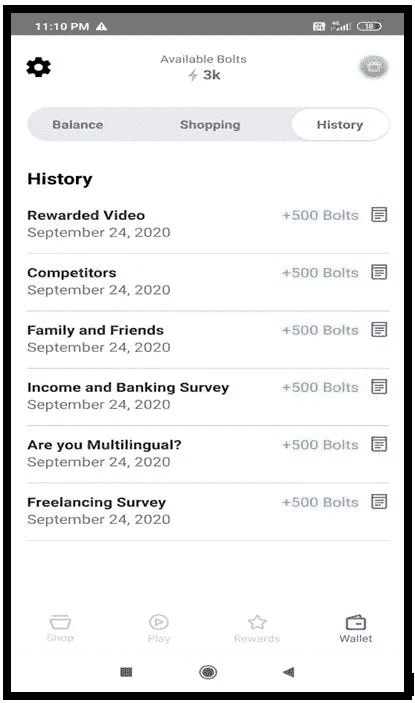 11:10 PM
4G
10
Available Bolts
3k
Balance Shopping History
History
Rewarded Video +500 Bolts
September 24, 2020
Competitors +500 Bolts
September 24, 2020
Family and Friends +500 Bolts
September 24, 2020
Income and Banking Survey +500 Bolts
September 24, 2020
Are you Multilingual? +500 Bolts
September 24, 2020
Freelancing Survey +500 Bolts
September 24, 2020
Shop Play Rewards Wallet